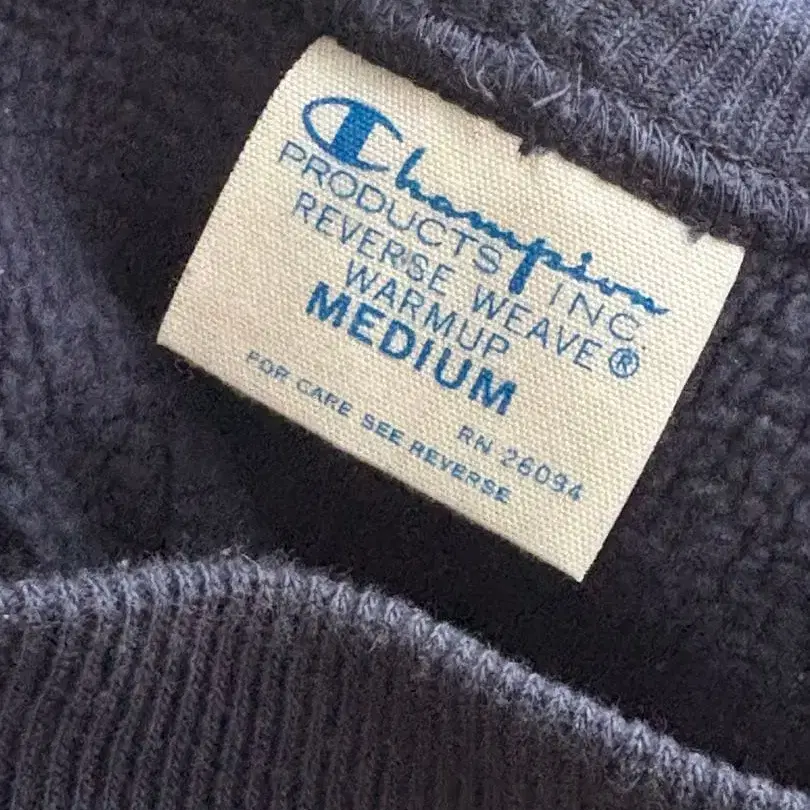 Champion
PRODUCTS INC.
REVERSE WEAVE®
WARMUP
MEDIUM
RN 26094
FOR CARE SEE REVERSE